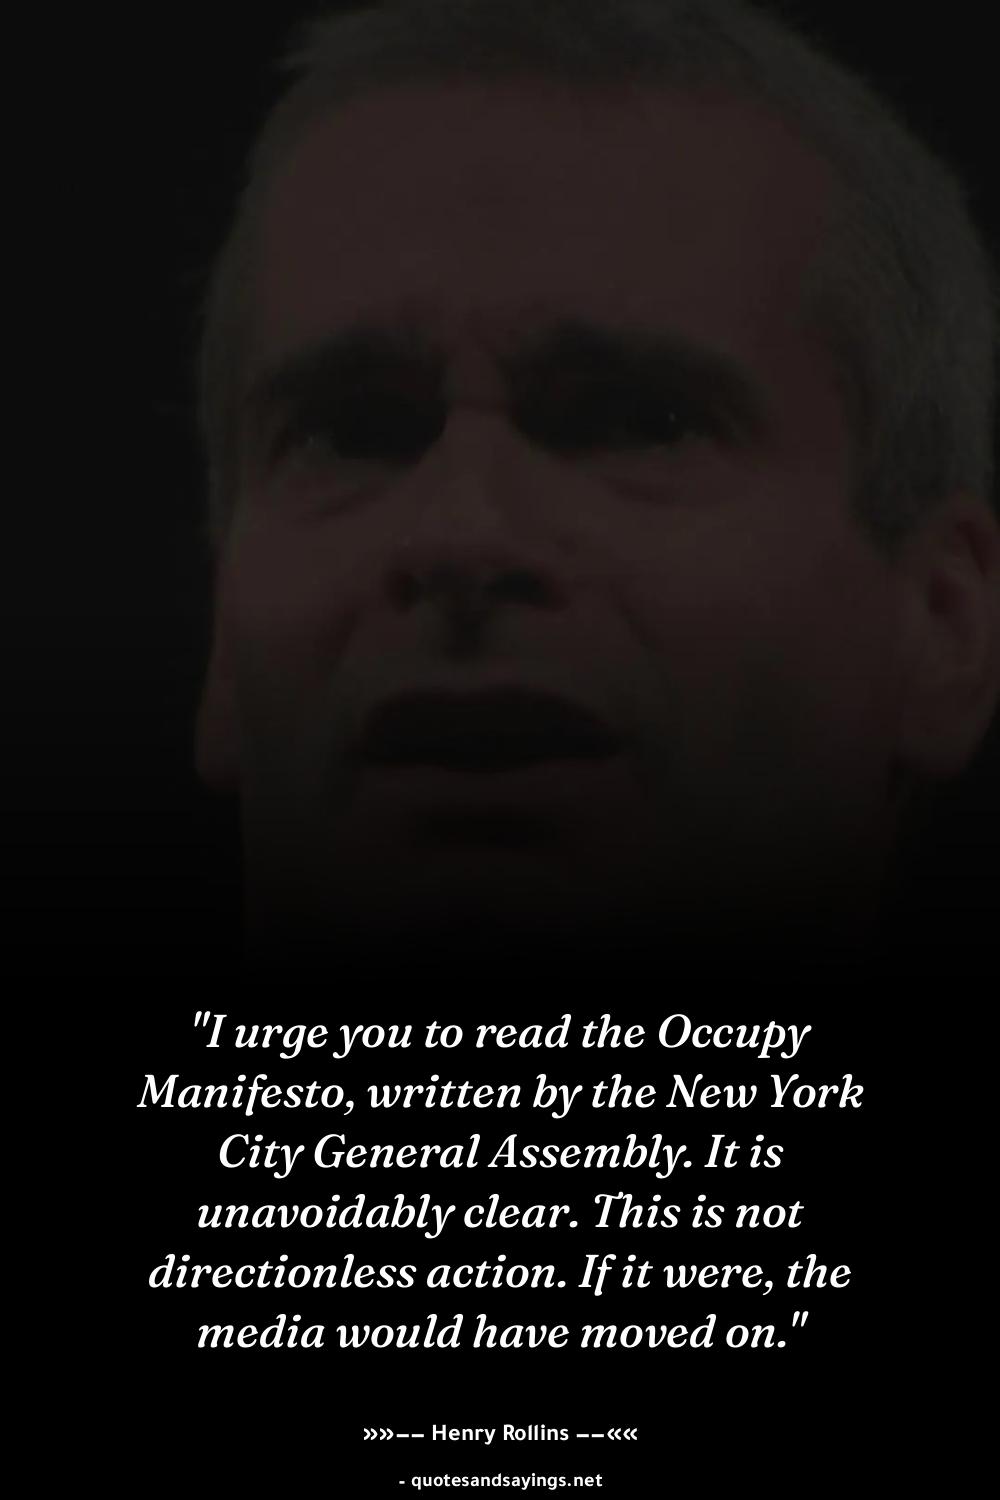 "I urge you to read the Occupy
Manifesto, written by the New York
City General Assembly. It is
unavoidably clear. This is not
directionless action. If it were, the
media would have moved on."
»»−− Henry Rollins −−««
- quotesandsayings.net